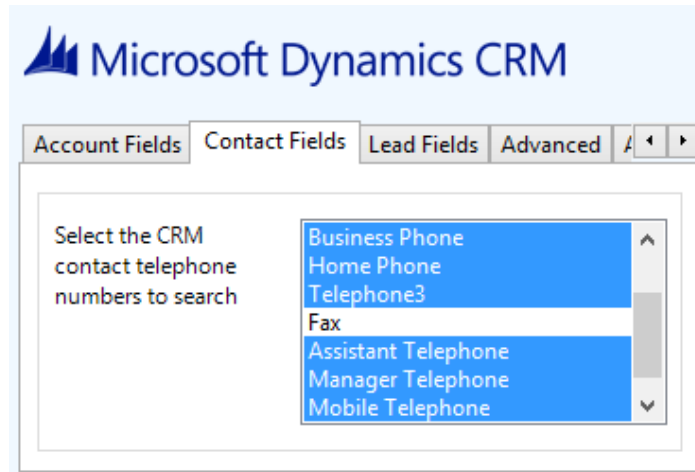 Microsoft Dynamics CRM
Account Fields Contact Fields Lead Fields Advanced
Select the CRM
contact telephone
numbers to search
Business Phone
Home Phone
Telephone3
Fax
Assistant Telephone
Manager Telephone
Mobile Telephone